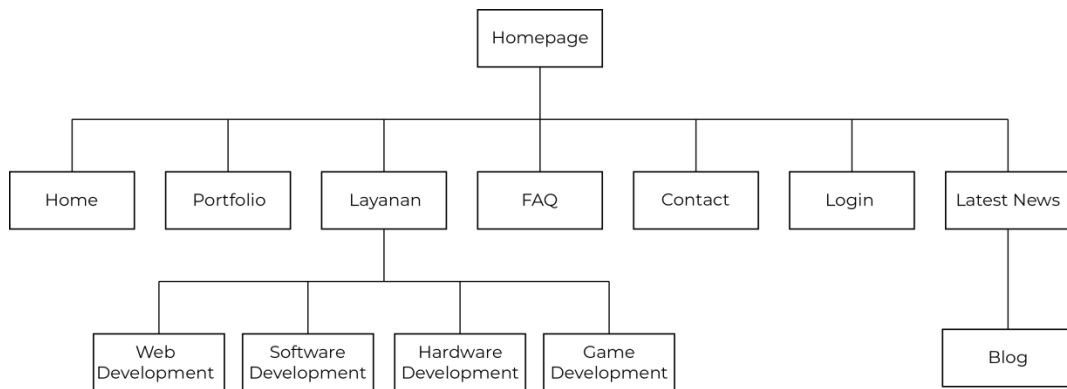 Homepage
Home
Portfolio
Layanan
FAQ
Contact
Login
Latest News
Web
Development
Software
Development
Hardware
Development
Game
Development
Blog